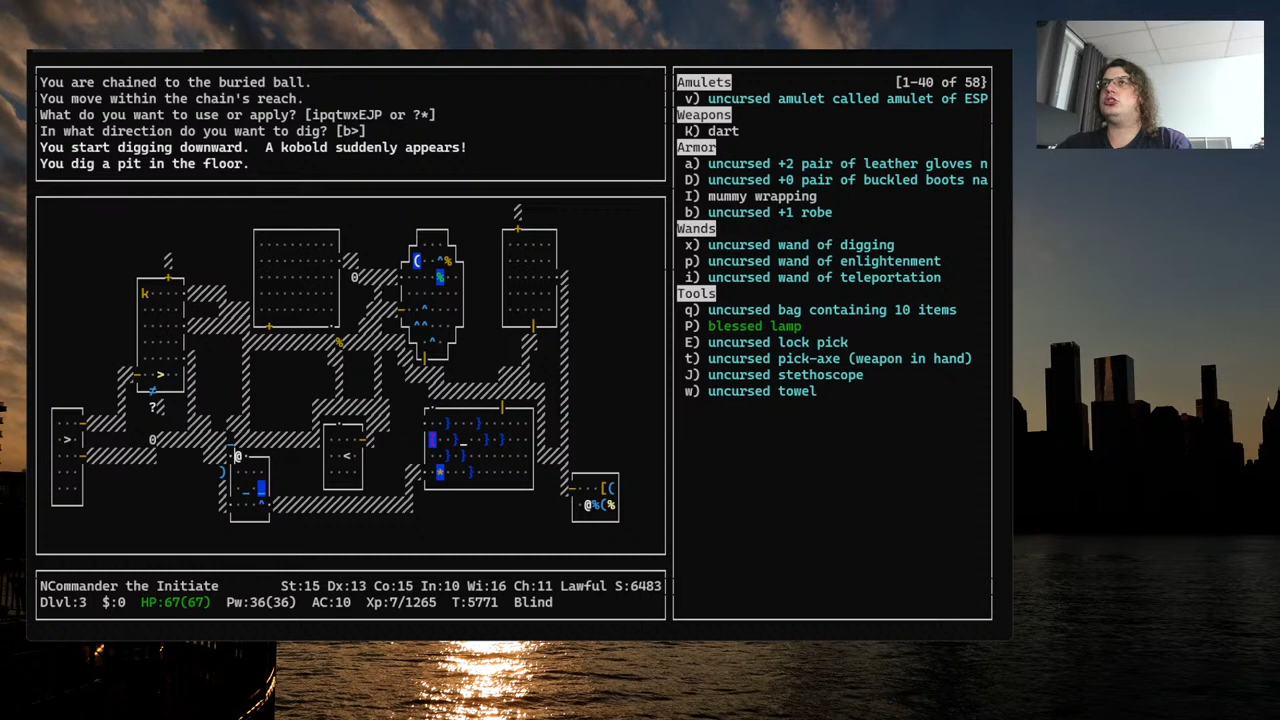 You are chained to the buried ball.
You move within the chain's reach.
What do you want to use or apply? [ipqtwxEJP or ?*]
In what direction do you want to dig? [b>]
You start digging downward.  A kobold suddenly appears!
You dig a pit in the floor.
NCommander the Initiate St:15 Dx:13 Co:15 In:10 Wi:16 Ch:11 Lawful S:6483
Dlvl:3 $:0 HP:67(67) Pw:36(36) AC:10 Xp:7/1265 T:5771 Blind
Amulets [1-40 of 58}
v) uncursed amulet called amulet of ESP
Weapons
K) dart
Armor
a) uncursed +2 pair of leather gloves n
D) uncursed +0 pair of buckled boots na
I) mummy wrapping
b) uncursed +1 robe
Wands
x) uncursed wand of digging
p) uncursed wand of enlightenment
i) uncursed wand of teleportation
Tools
q) uncursed bag containing 10 items
P) blessed lamp
E) uncursed lock pick
t) uncursed pick-axe (weapon in hand)
J) uncursed stethoscope
w) uncursed towel